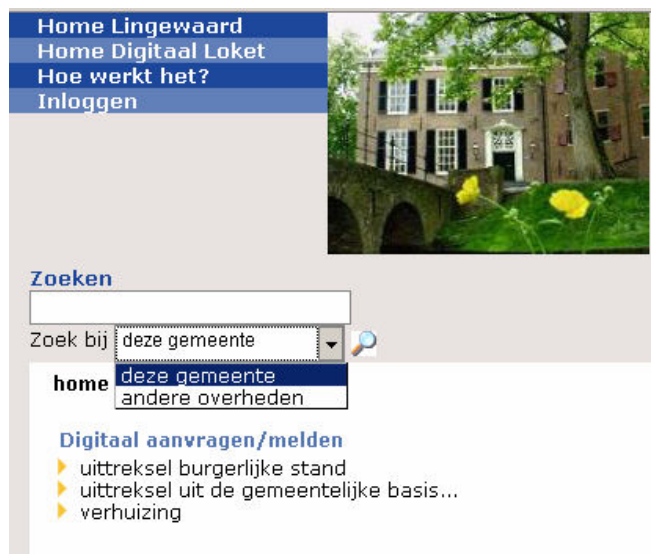 Home Lingewaard
Home Digitaal Loket
Hoe werkt het?
Inloggen
Zoeken
Zoek bij deze gemeente
deze gemeente
andere overheden
home
Digitaal aanvragen/melden
uittreksel burgerlijke stand
uittreksel uit de gemeentelijke basis...
verhuizing